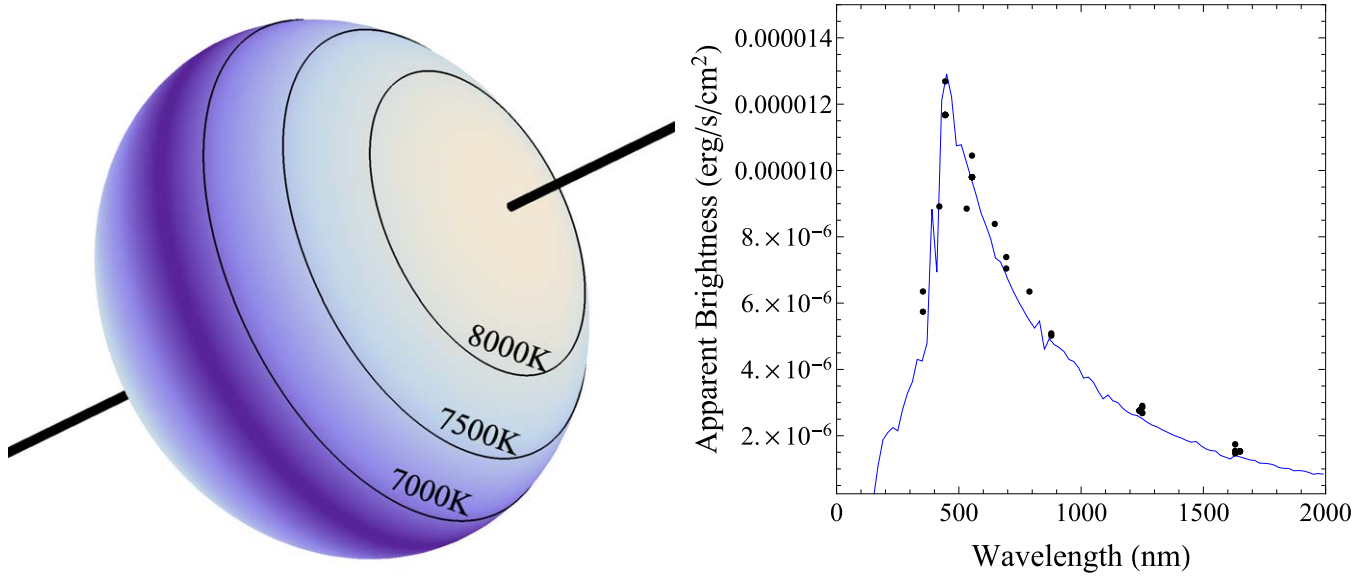 8000K
7500K
7000K
Apparent Brightness (erg/s/cm²)
0.000014
0.000012
0.000010
8.×10⁻⁶
6.×10⁻⁶
4.×10⁻⁶
2.×10⁻⁶
0 500 1000 1500 2000
Wavelength (nm)